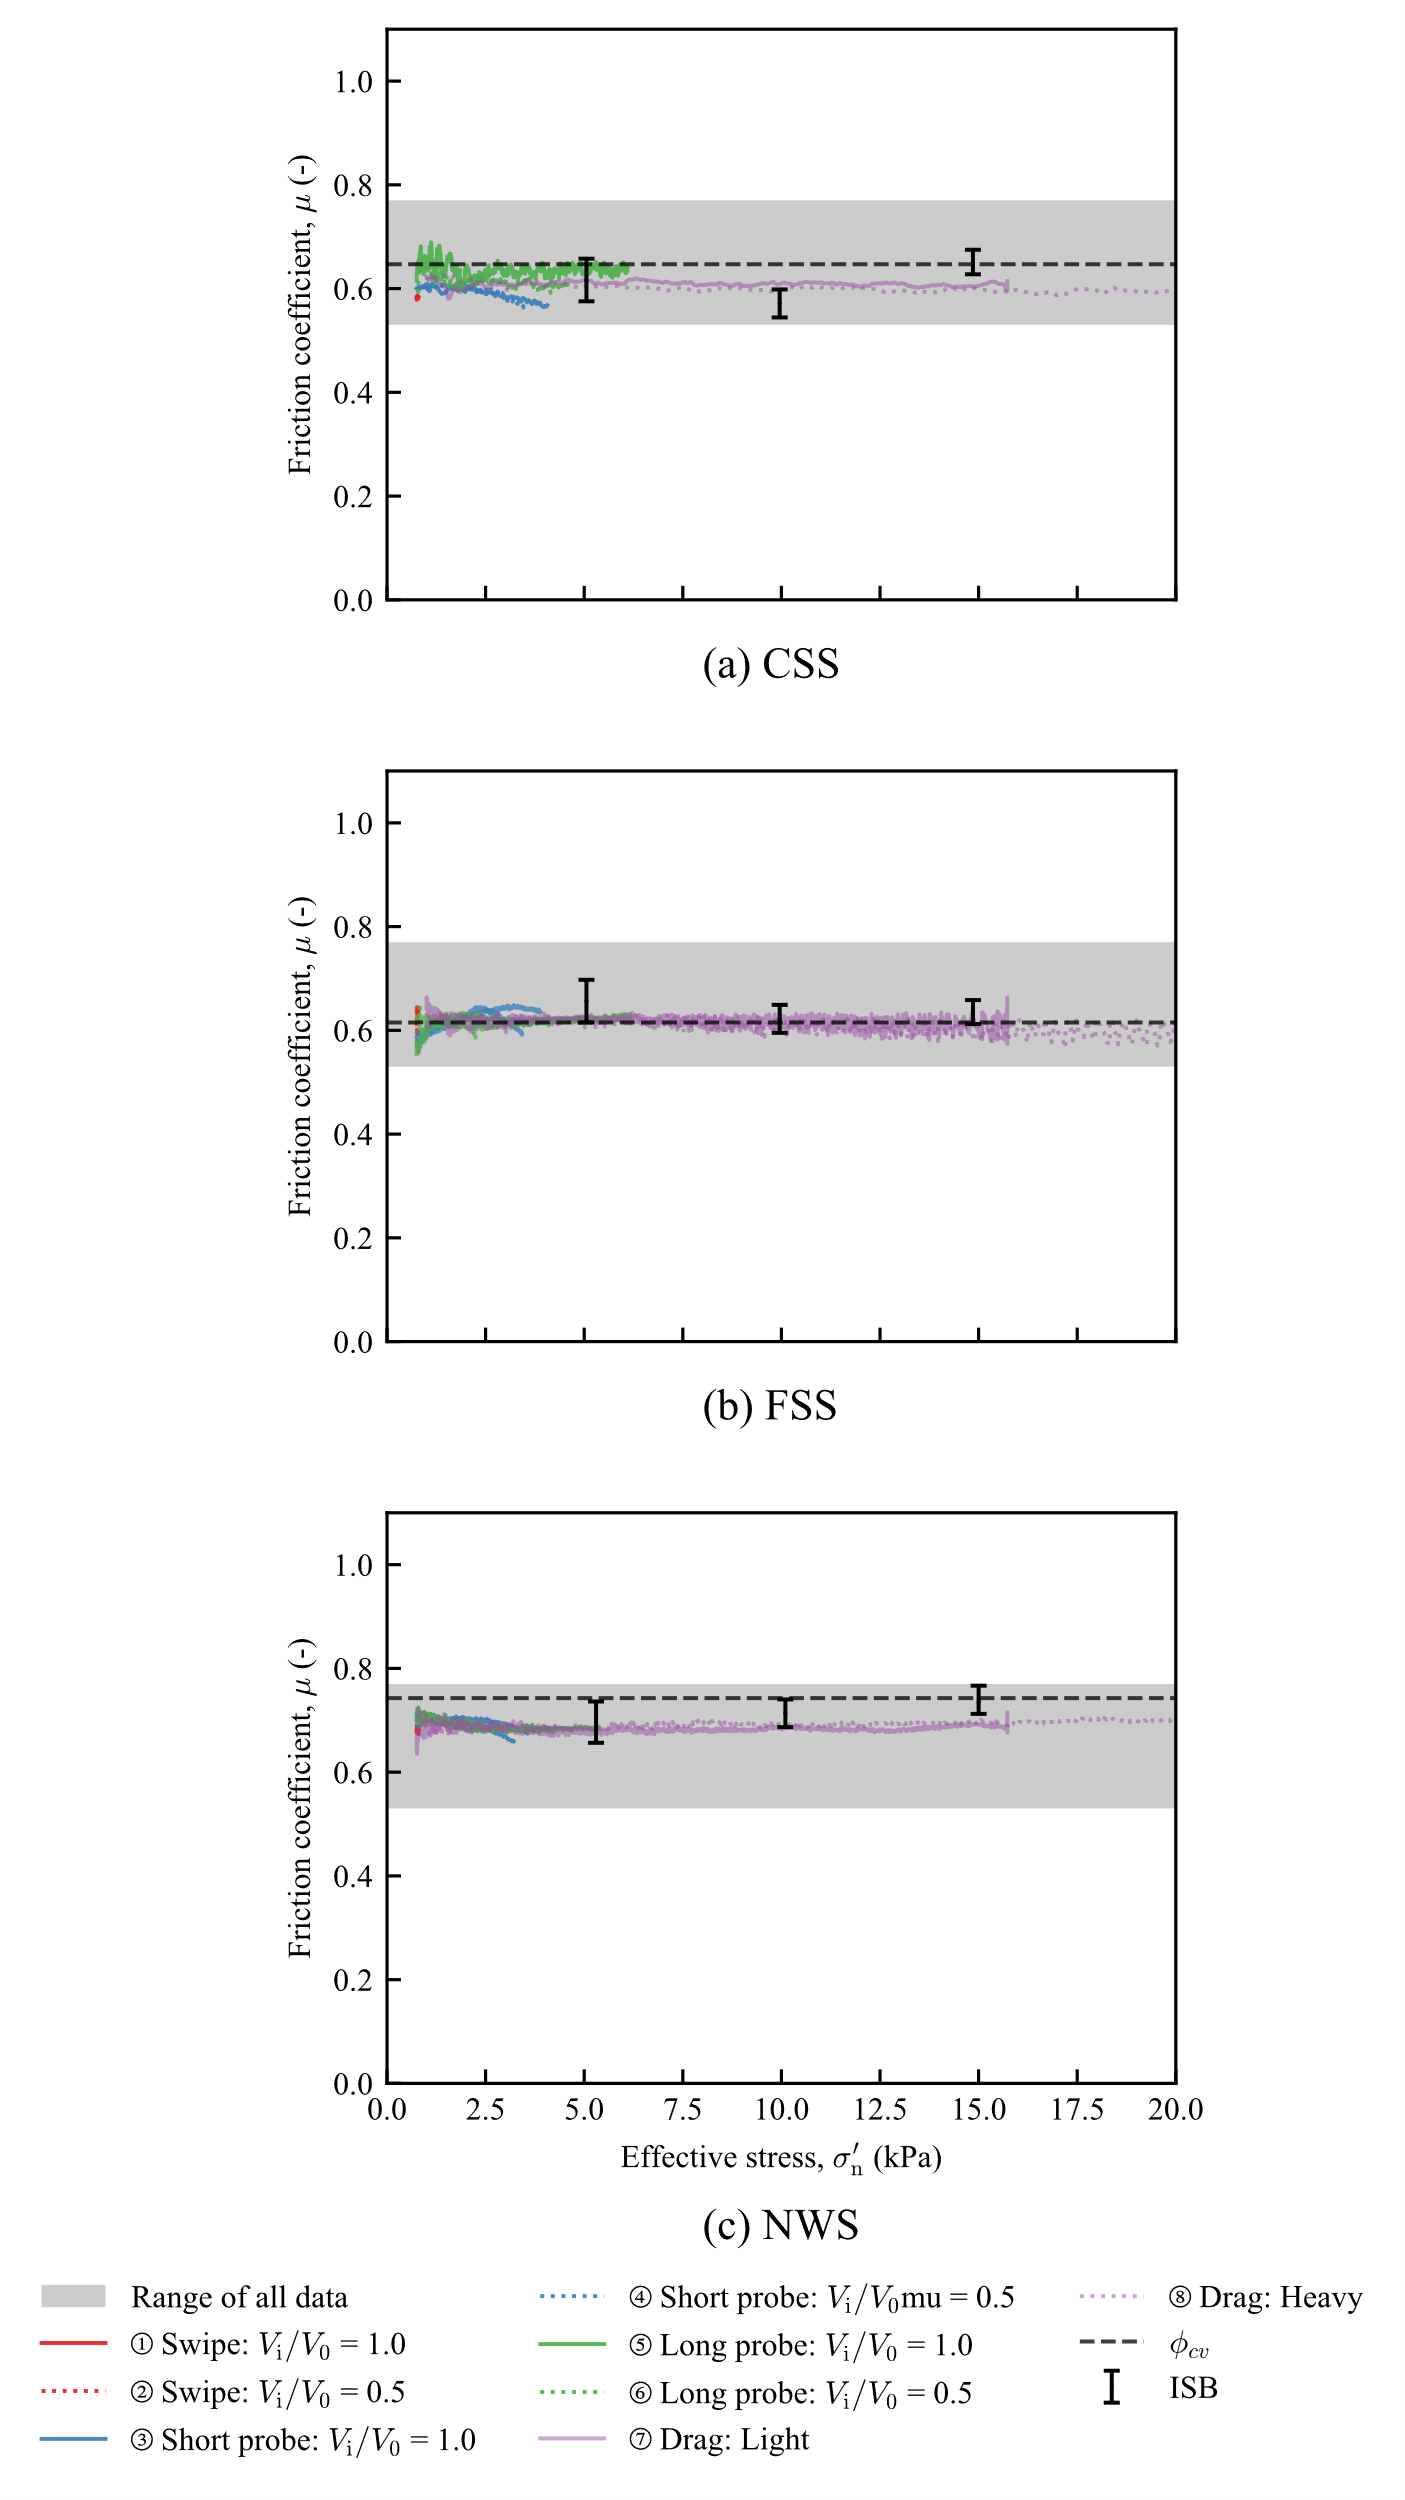 1.0
0.8
0.6
0.4
0.2
0.0
Friction coefficient, μ (-)
(a) CSS
1.0
0.8
0.6
0.4
0.2
0.0
Friction coefficient, μ (-)
(b) FSS
1.0
0.8
0.6
0.4
0.2
0.0
Friction coefficient, μ (-)
0.0 2.5 5.0 7.5 10.0 12.5 15.0 17.5 20.0
Effective stress, σ′n (kPa)
(c) NWS
Range of all data
① Swipe: Vi/V0 = 1.0
② Swipe: Vi/V0 = 0.5
③ Short probe: Vi/V0 = 1.0
④ Short probe: Vi/V0mu = 0.5
⑤ Long probe: Vi/V0 = 1.0
⑥ Long probe: Vi/V0 = 0.5
⑦ Drag: Light
⑧ Drag: Heavy
ϕcv
ISB